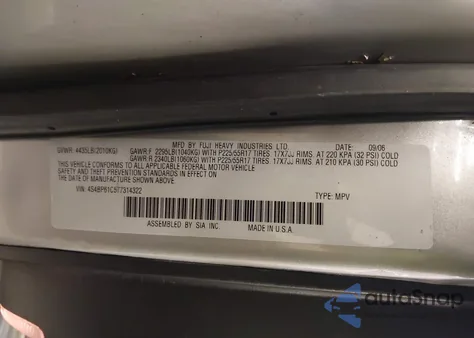 MFD BY FUJI HEAVY INDUSTRIES LTD. DATE: 09/06
GVWR: 4435LB(2010KG) GAWR:F 2295LB(1040KG) WITH P225/55R17 TIRES. 17X7JJ RIMS. AT 220 KPA (32 PSI) COLD
GAWR:R 2340LB(1060KG) WITH P225/55R17 TIRES. 17X7JJ RIMS. AT 210 KPA (30 PSI) COLD
THIS VEHICLE CONFORMS TO ALL APPLICABLE FEDERAL MOTOR VEHICLE
SAFETY AND THEFT PREVENTION STANDARDS IN EFFECT ON
THE DATE OF MANUFACTURE SHOWN ABOVE.
VIN: 4S4BP61C577314322 TYPE: MPV
ASSEMBLED BY SIA INC. MADE IN U.S.A.
autoSnap